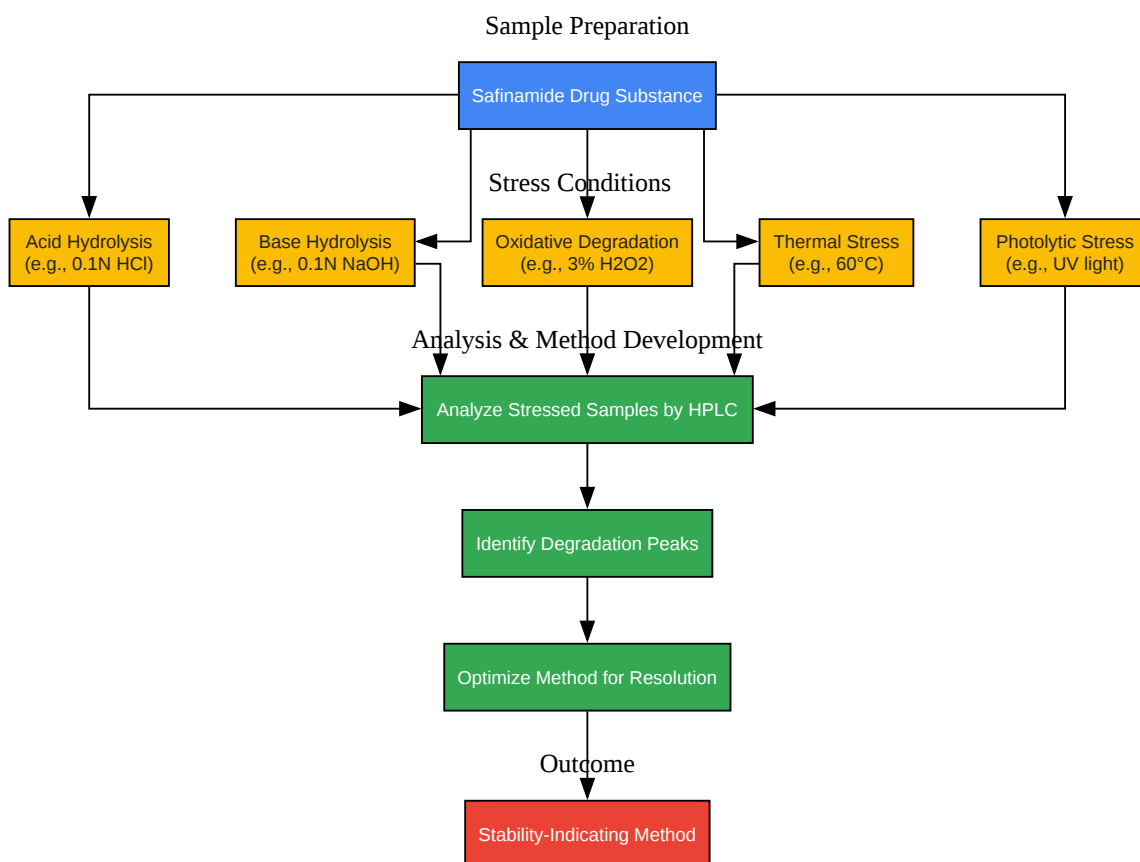 Sample Preparation
Safinamide Drug Substance
Stress Conditions
Acid Hydrolysis
(e.g., 0.1N HCl)
Base Hydrolysis
(e.g., 0.1N NaOH)
Oxidative Degradation
(e.g., 3% H2O2)
Thermal Stress
(e.g., 60°C)
Photolytic Stress
(e.g., UV light)
Analysis & Method Development
Analyze Stressed Samples by HPLC
Identify Degradation Peaks
Optimize Method for Resolution
Outcome
Stability-Indicating Method